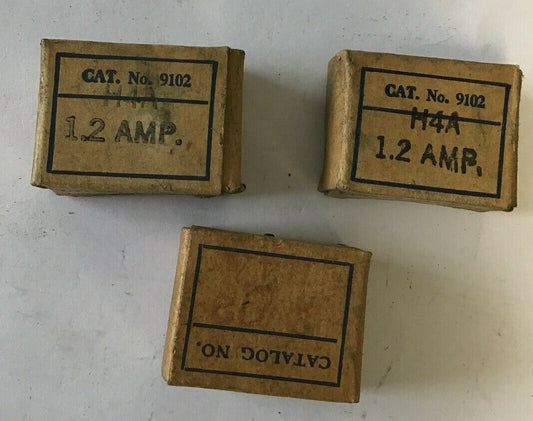 CAT. No. 9102
H4A
1.2 AMP.
CAT. No. 9102
H4A
1.2 AMP.
CATALOG NO.